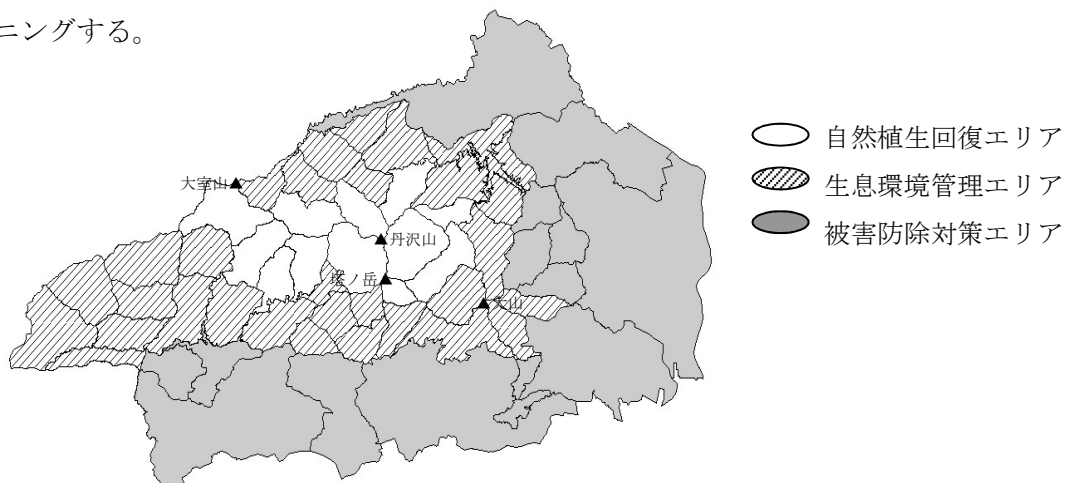 ニングする。
自然植生回復エリア
大室山
生息環境管理エリア
丹沢山
被害防除対策エリア
塔ノ岳
大山